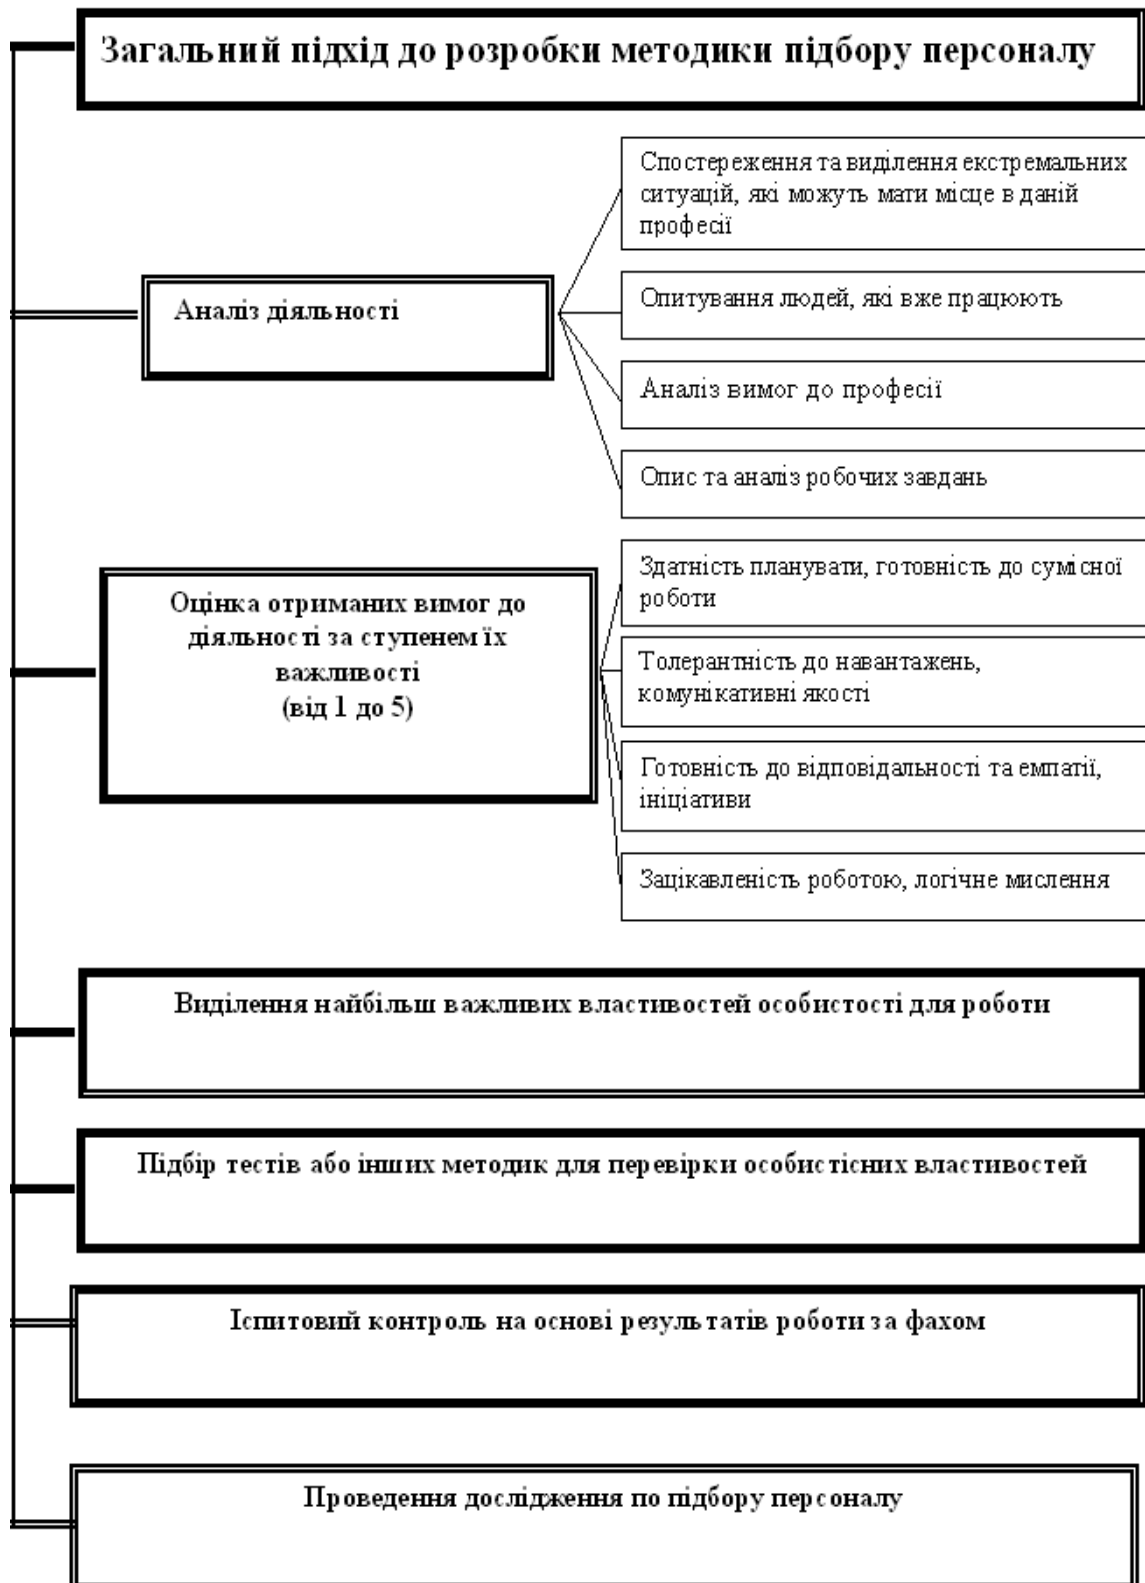 Загальний підхід до розробки методики підбору персоналу
Спостереження та виділення екстремальних
ситуацій, які можуть мати місце в даній
професії
Аналіз діяльності
Опитування людей, які вже працюють
Аналіз вимог до професії
Опис та аналіз робочих завдань
Оцінка отриманих вимог до
діяльності за ступенем їх
важливості
(від 1 до 5)
Здатність планувати, готовність до сумісної
роботи
Толерантність до навантажень,
комунікативні якості
Готовність до відповідальності та емпатії,
ініціативи
Зацікавленість роботою, логічне мислення
Виділення найбільш важливих властивостей особистості для роботи
Підбір тестів або інших методик для перевірки особистісних властивостей
Іспитовий контроль на основі результатів роботи за фахом
Проведення дослідження по підбору персоналу